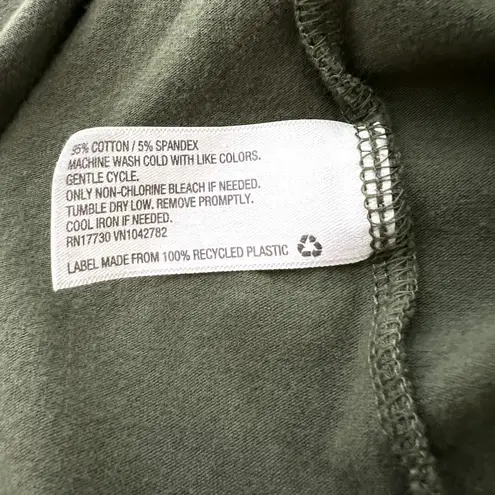 95% COTTON / 5% SPANDEX
MACHINE WASH COLD WITH LIKE COLORS.
GENTLE CYCLE.
ONLY NON-CHLORINE BLEACH IF NEEDED.
TUMBLE DRY LOW. REMOVE PROMPTLY.
COOL IRON IF NEEDED.
RN17730 VN1042782
LABEL MADE FROM 100% RECYCLED PLASTIC